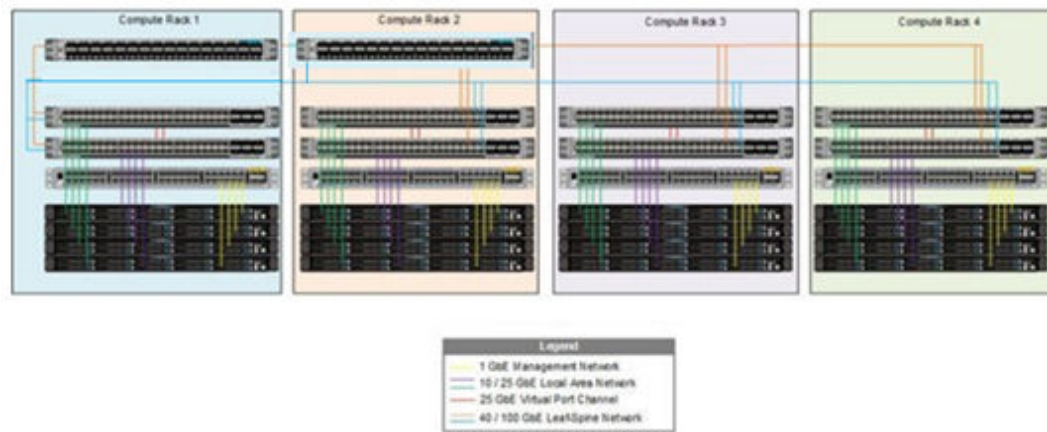 Compute Rack 1
Compute Rack 2
Compute Rack 3
Compute Rack 4
Legend
1 GbE Management Network
10 / 25 GbE Local Area Network
25 GbE Virtual Port Channel
40 / 100 GbE Leaf\Spine Network